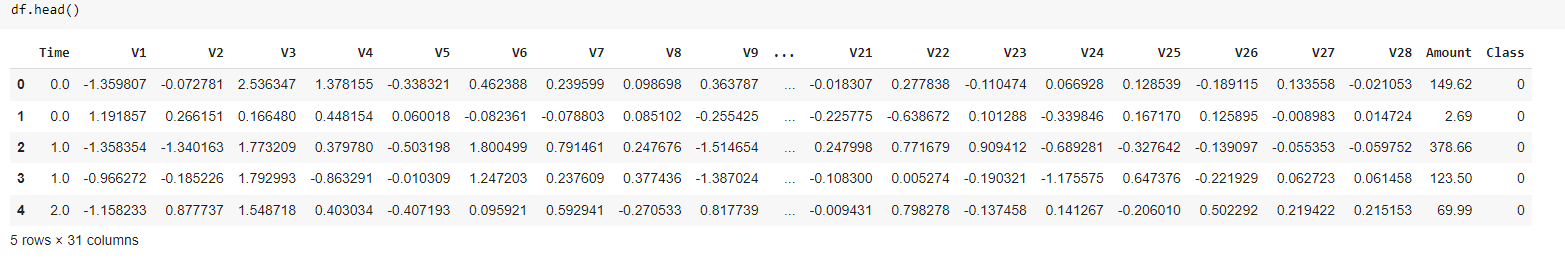 df.head()
Time V1 V2 V3 V4 V5 V6 V7 V8 V9 ... V21 V22 V23 V24 V25 V26 V27 V28 Amount Class
0 0.0 -1.359807 -0.072781 2.536347 1.378155 -0.338321 0.462388 0.239599 0.098698 0.363787 ... -0.018307 0.277838 -0.110474 0.066928 0.128539 -0.189115 0.133558 -0.021053 149.62 0
1 0.0 1.191857 0.266151 0.166480 0.448154 0.060018 -0.082361 -0.078803 0.085102 -0.255425 ... -0.225775 -0.638672 0.101288 -0.339846 0.167170 0.125895 -0.008983 0.014724 2.69 0
2 1.0 -1.358354 -1.340163 1.773209 0.379780 -0.503198 1.800499 0.791461 0.247676 -1.514654 ... 0.247998 0.771679 0.909412 -0.689281 -0.327642 -0.139097 -0.055353 -0.059752 378.66 0
3 1.0 -0.966272 -0.185226 1.792993 -0.863291 -0.010309 1.247203 0.237609 0.377436 -1.387024 ... -0.108300 0.005274 -0.190321 -1.175575 0.647376 -0.221929 0.062723 0.061458 123.50 0
4 2.0 -1.158233 0.877737 1.548718 0.403034 -0.407193 0.095921 0.592941 -0.270533 0.817739 ... -0.009431 0.798278 -0.137458 0.141267 -0.206010 0.502292 0.219422 0.215153 69.99 0
5 rows × 31 columns